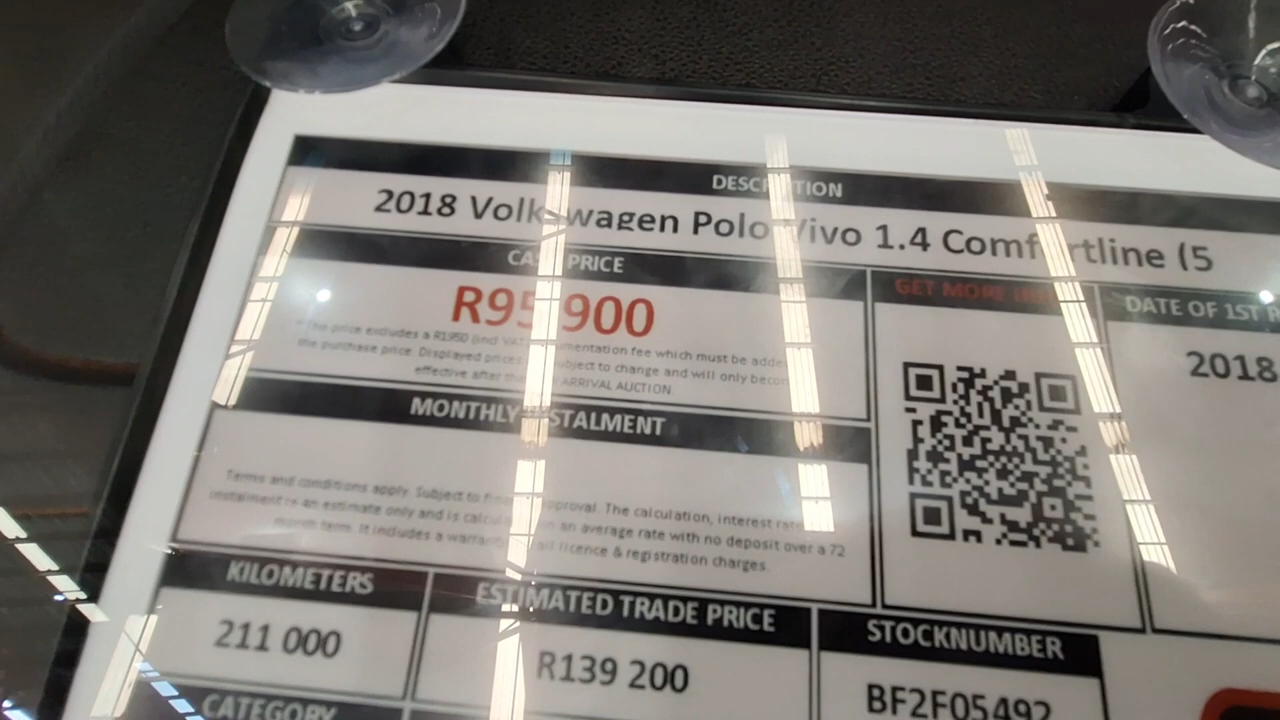 DESCRIPTION
2018 Volkswagen Polo Vivo 1.4 Comfortline (5
CASH PRICE
R95 900
* This price excludes a R1950 (incl VAT) documentation fee which must be added
the purchase price. Displayed prices subject to change and will only become
effective after the ARRIVAL AUCTION.
GET MORE
DATE OF 1ST R
2018
MONTHLY INSTALMENT
Terms and conditions apply. Subject to finance approval. The calculation, interest rate
instalment is an estimate only and is calculated on an average rate with no deposit over a 72
month term. It includes a warranty licence & registration charges.
KILOMETERS
211 000
ESTIMATED TRADE PRICE
R139 200
STOCKNUMBER
BF2F05492
CATEGORY